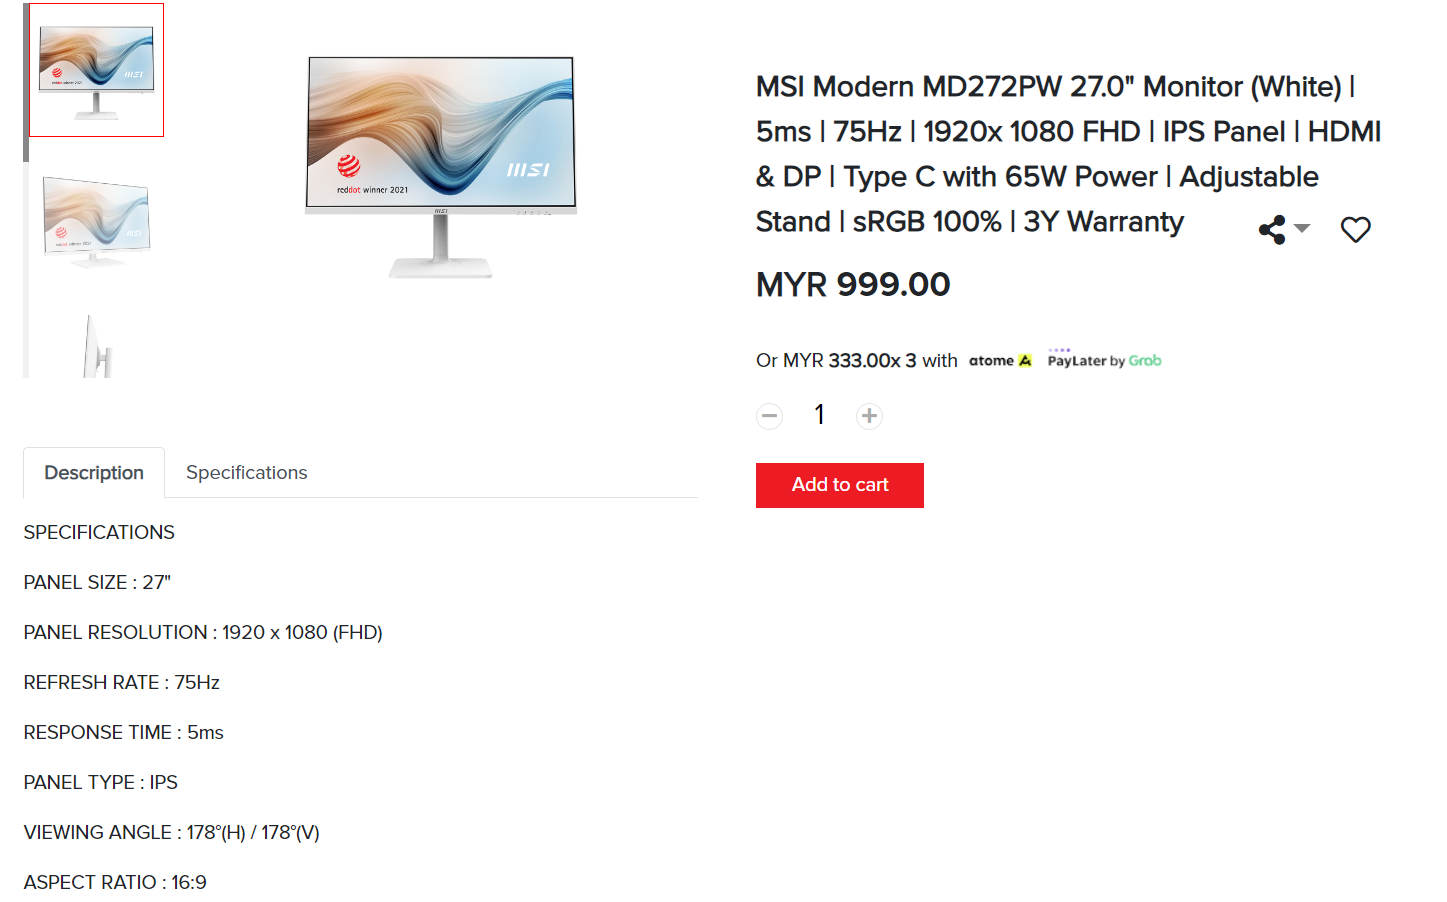 msi
reddot winner 2021
msi
MSI Modern MD272PW 27.0" Monitor (White) |
5ms | 75Hz | 1920x 1080 FHD | IPS Panel | HDMI
& DP | Type C with 65W Power | Adjustable
Stand | sRGB 100% | 3Y Warranty
MYR 999.00
Or MYR 333.00x 3 with atome A PayLater by Grab
1
Add to cart
Description Specifications
SPECIFICATIONS
PANEL SIZE : 27"
PANEL RESOLUTION : 1920 x 1080 (FHD)
REFRESH RATE : 75Hz
RESPONSE TIME : 5ms
PANEL TYPE : IPS
VIEWING ANGLE : 178°(H) / 178°(V)
ASPECT RATIO : 16:9